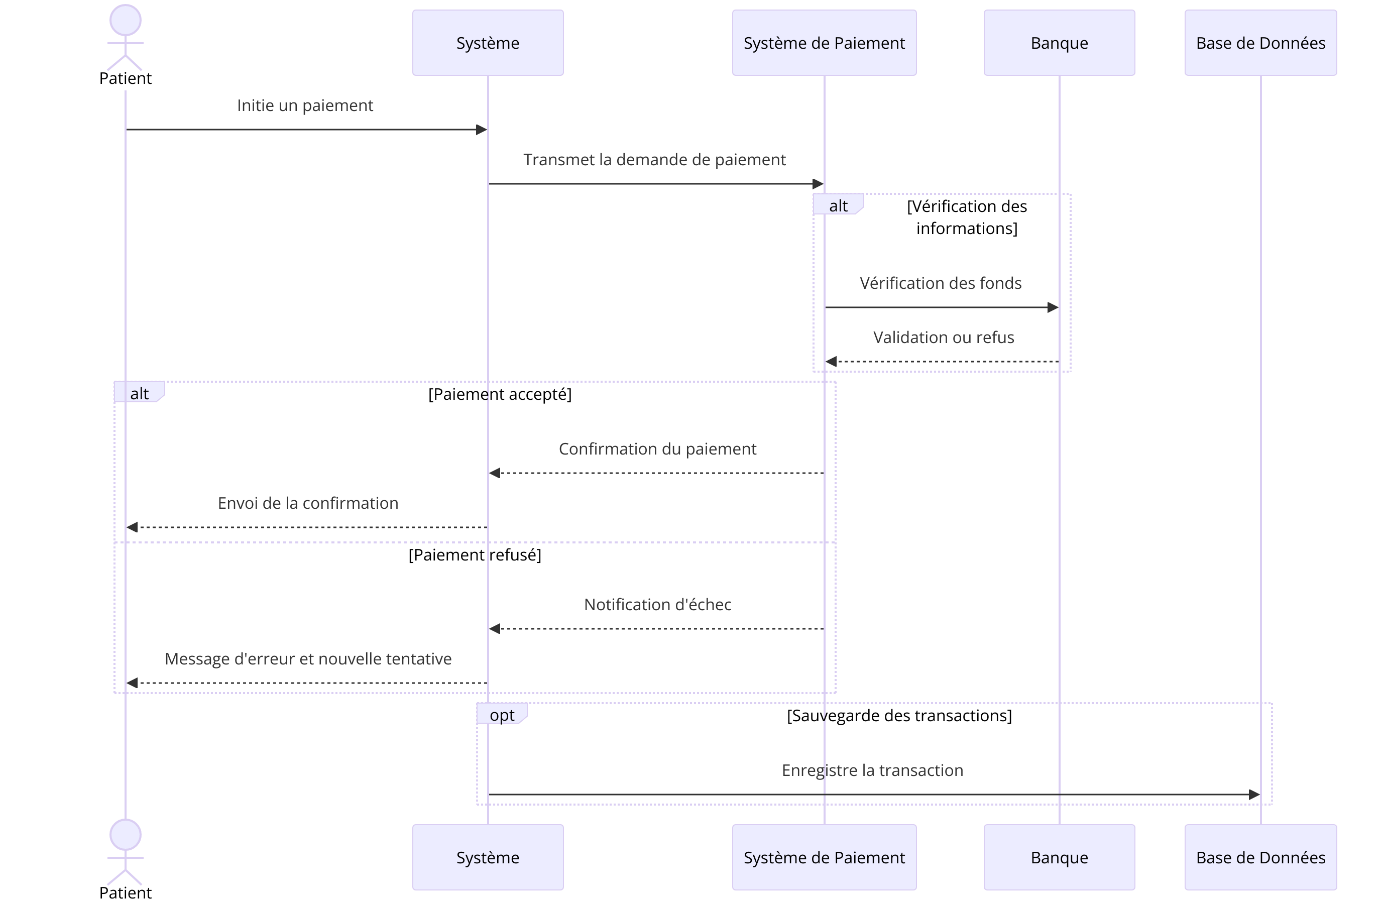 Patient
Système
Système de Paiement
Banque
Base de Données
Initie un paiement
Transmet la demande de paiement
alt
[Vérification des
informations]
Vérification des fonds
Validation ou refus
alt
[Paiement accepté]
Confirmation du paiement
Envoi de la confirmation
[Paiement refusé]
Notification d'échec
Message d'erreur et nouvelle tentative
opt
[Sauvegarde des transactions]
Enregistre la transaction
Patient
Système
Système de Paiement
Banque
Base de Données